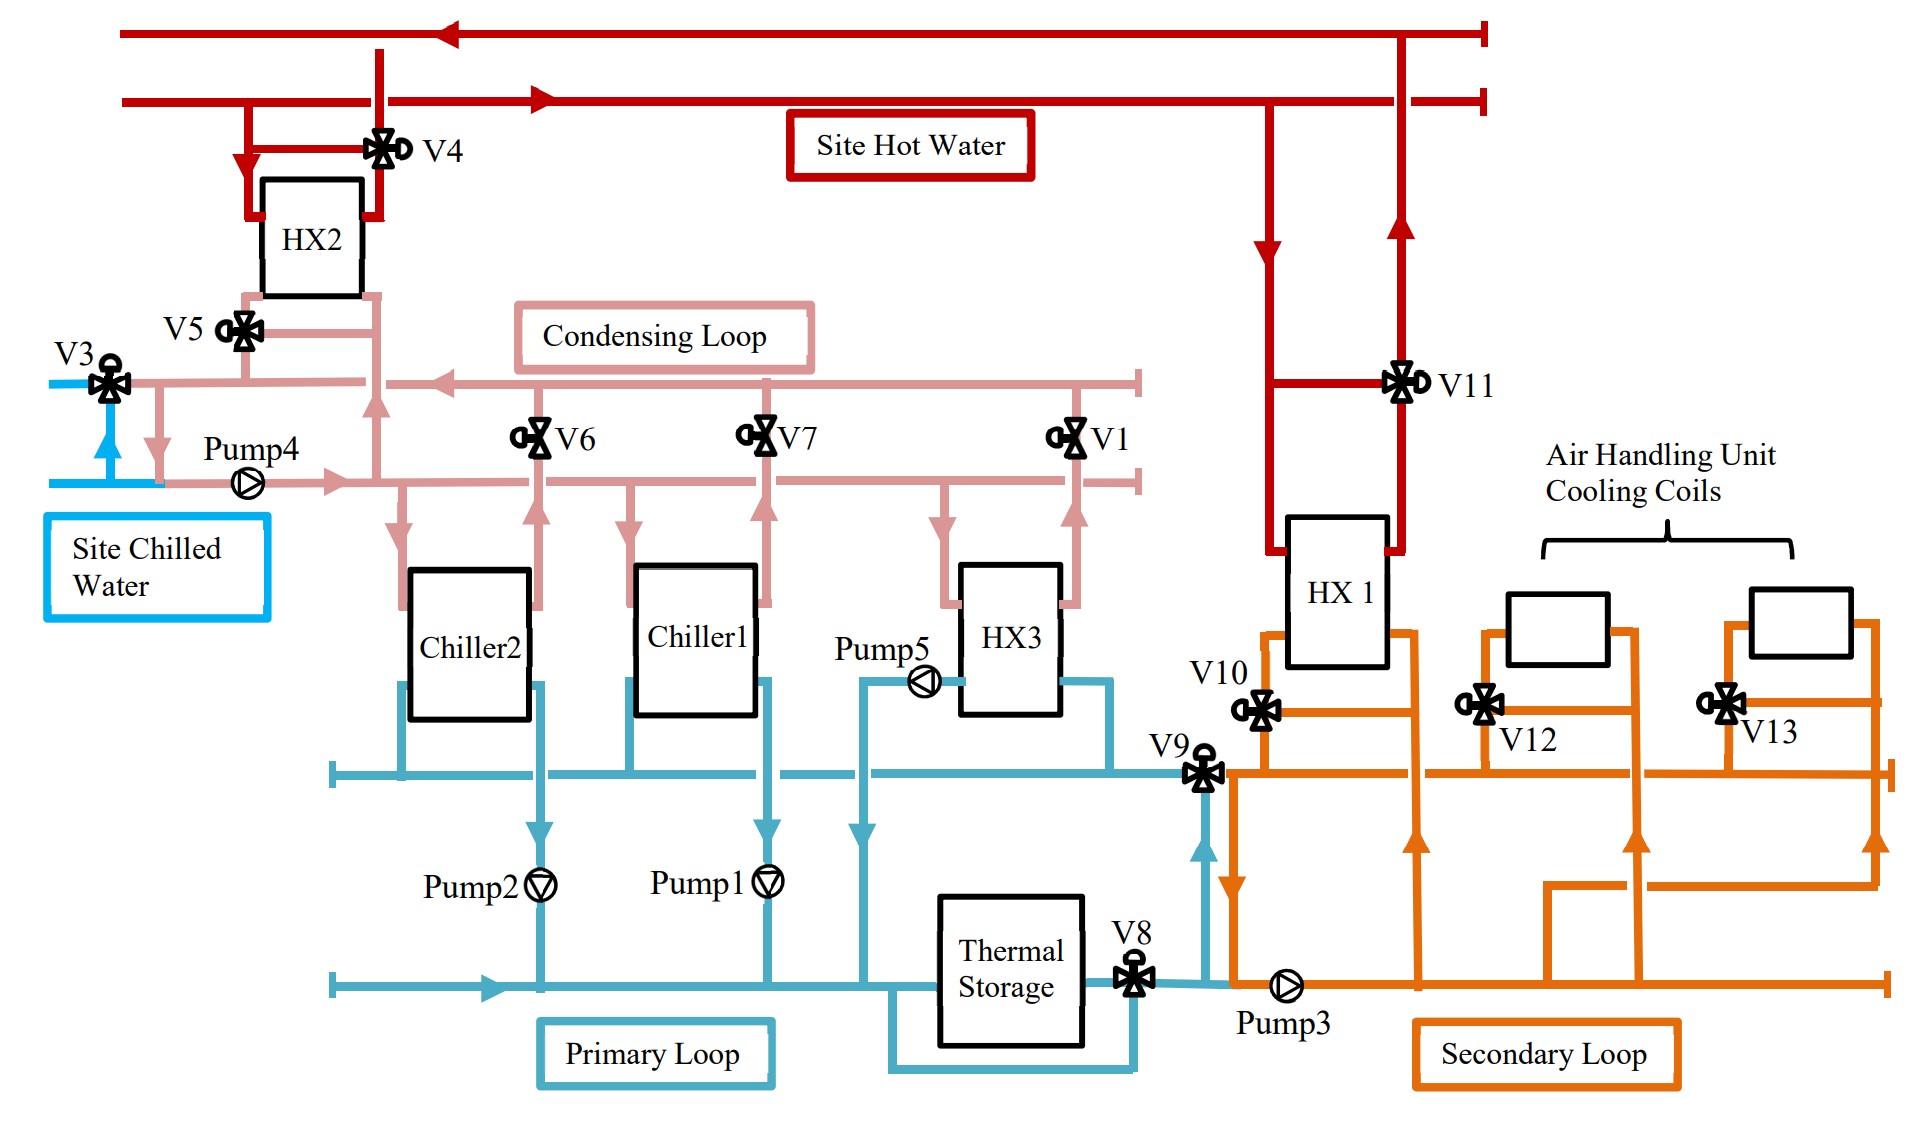 Site Hot Water
V4
HX2
V5
V3
Condensing Loop
V11
Pump4
V6
V7
V1
Air Handling Unit
Cooling Coils
Site Chilled
Water
Chiller2
Chiller1
HX3
HX 1
Pump5
V10
V9
V12
V13
Pump2
Pump1
Thermal
Storage
V8
Pump3
Primary Loop
Secondary Loop